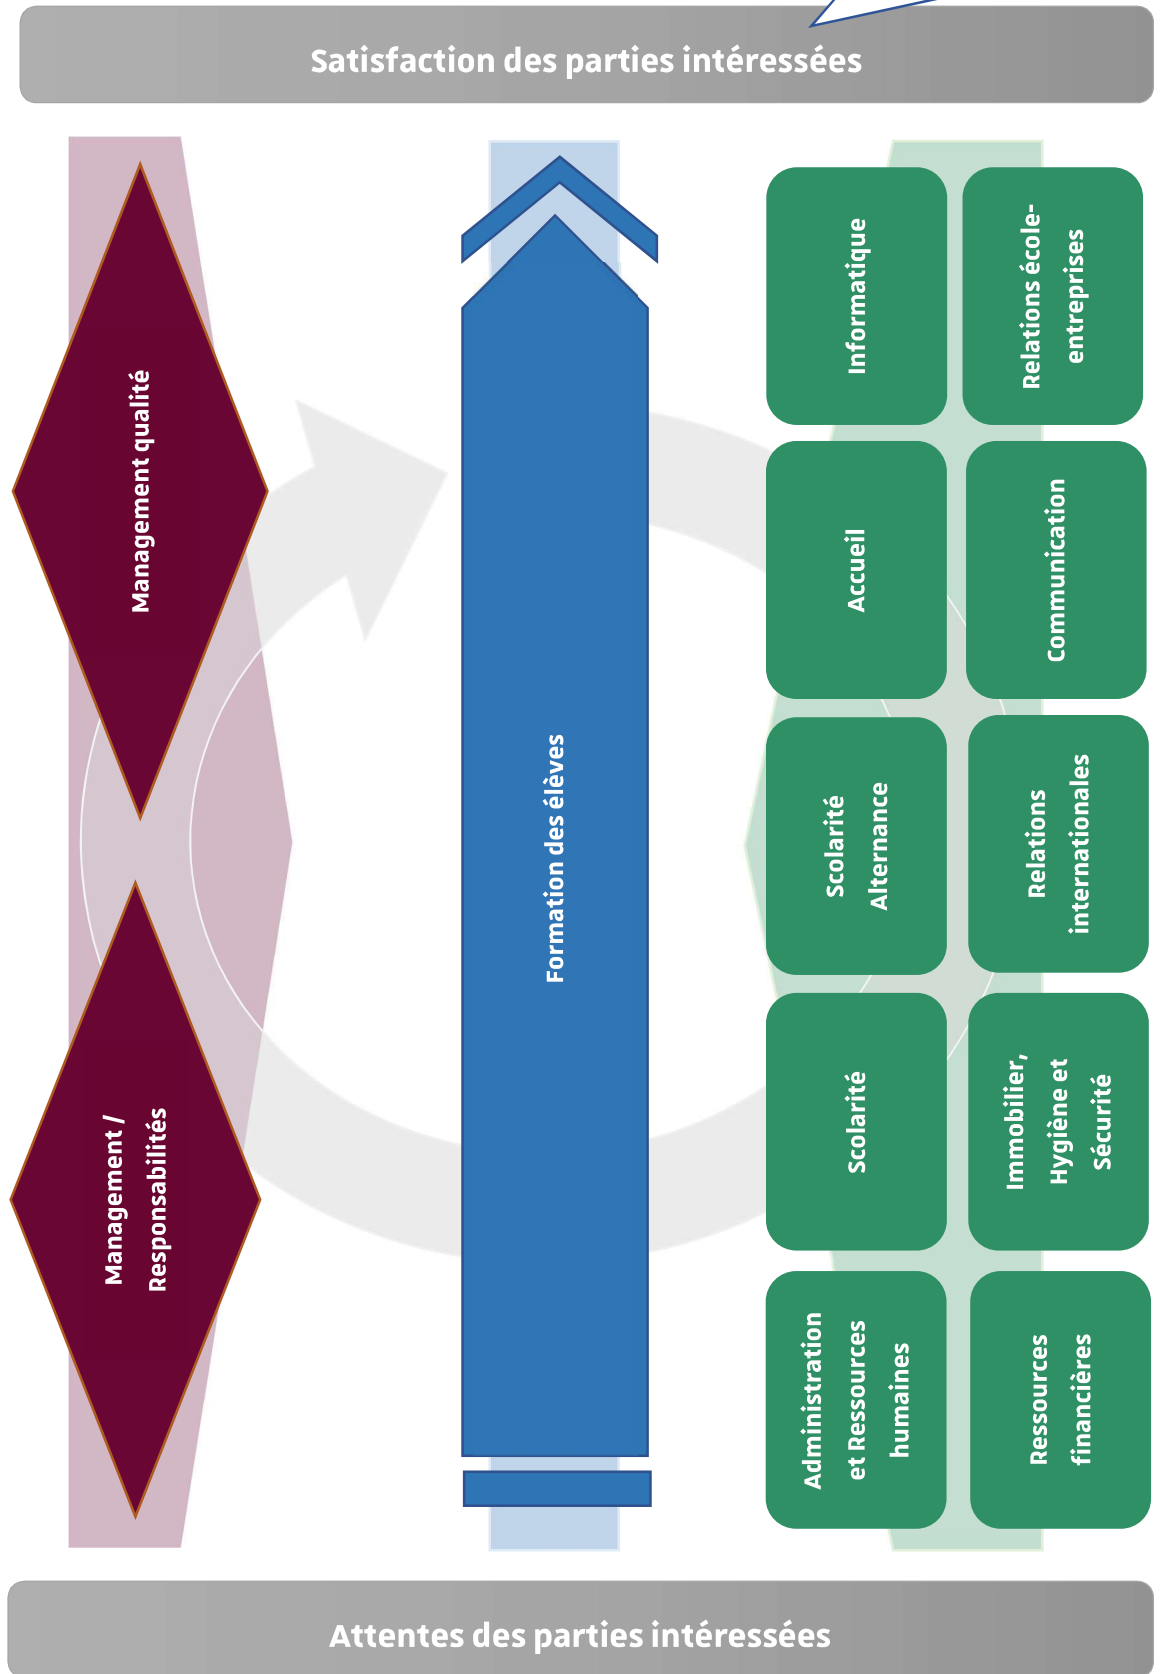 Satisfaction des parties intéressées
Management qualité
Management /
Responsabilités
Formation des élèves
Informatique
Relations école-
entreprises
Accueil
Communication
Scolarité
Alternance
Relations
internationales
Scolarité
Immobilier,
Hygiène et
Sécurité
Administration
et Ressources
humaines
Ressources
financières
Attentes des parties intéressées